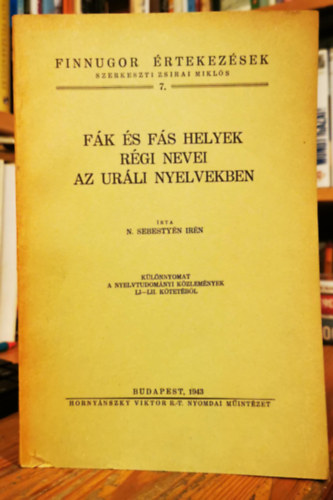 FINNUGOR ÉRTEKEZÉSEK
SZERKESZTI ZSIRAI MIKLÓS
7.
FÁK ÉS FÁS HELYEK
RÉGI NEVEI
AZ URÁLI NYELVEKBEN
IRTA
N. SEBESTYÉN IRÉN
KÜLÖNNYOMAT
A NYELVTUDOMÁNYI KÖZLEMÉNYEK
LI—LII. KÖTETÉBŐL
BUDAPEST, 1943
HORNYÁNSZKY VIKTOR R.-T. NYOMDAI MŰINTÉZET